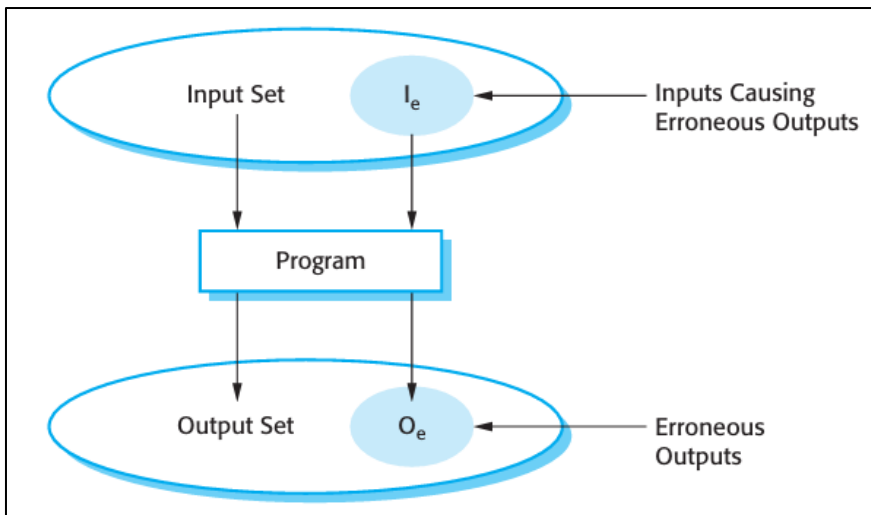 Input Set
Iₑ
Inputs Causing
Erroneous Outputs
Program
Output Set
Oₑ
Erroneous
Outputs